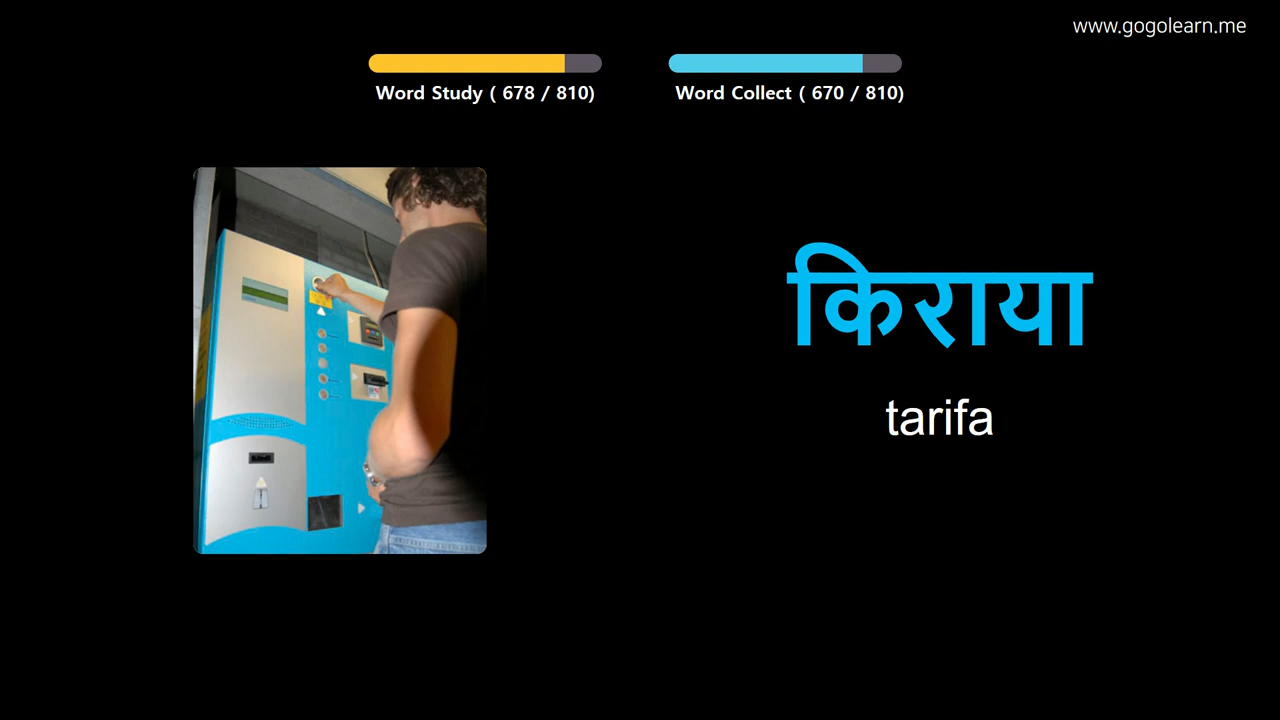 www.gogolearn.me
Word Study ( 678 / 810)
Word Collect ( 670 / 810)
किराया
tarifa